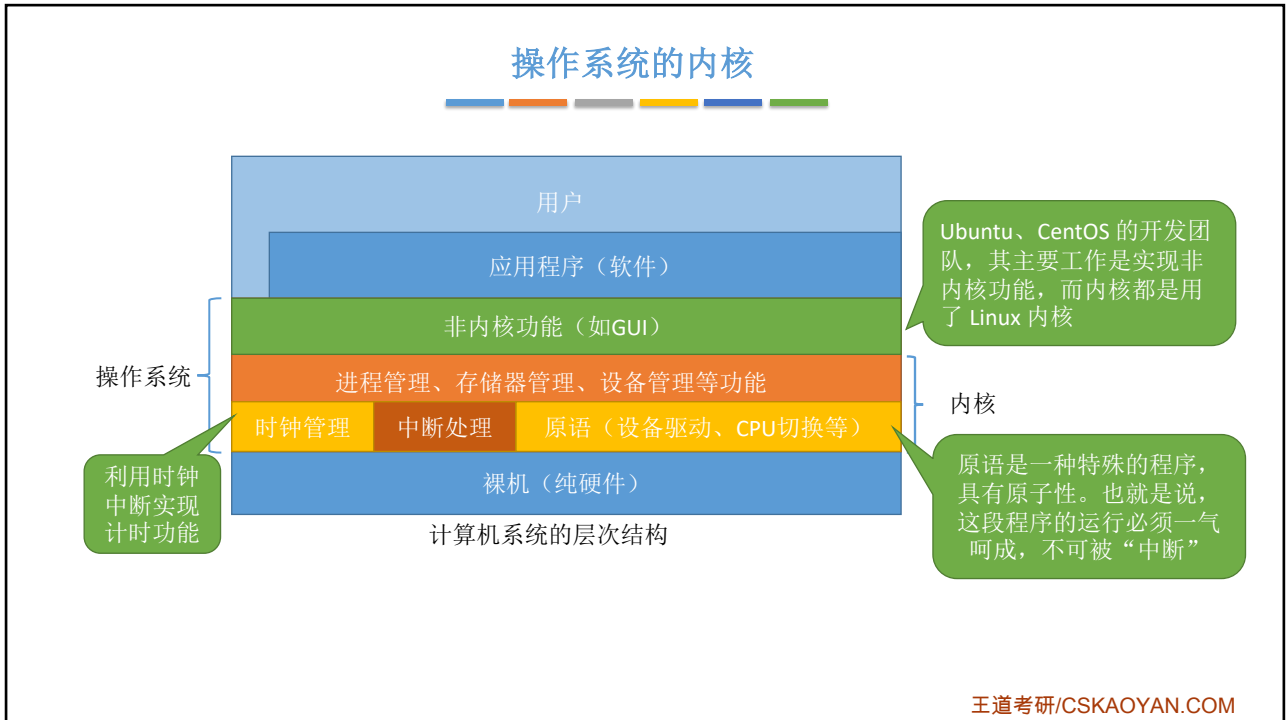 操作系统的内核
用户
应用程序（软件）
非内核功能（如GUI）
进程管理、存储器管理、设备管理等功能
时钟管理
中断处理
原语（设备驱动、CPU切换等）
裸机（纯硬件）
计算机系统的层次结构
操作系统
内核
利用时钟
中断实现
计时功能
Ubuntu、CentOS 的开发团
队，其主要工作是实现非
内核功能，而内核都是用
了 Linux 内核
原语是一种特殊的程序，
具有原子性。也就是说，
这段程序的运行必须一气
呵成，不可被“中断”
王道考研/CSKAOYAN.COM